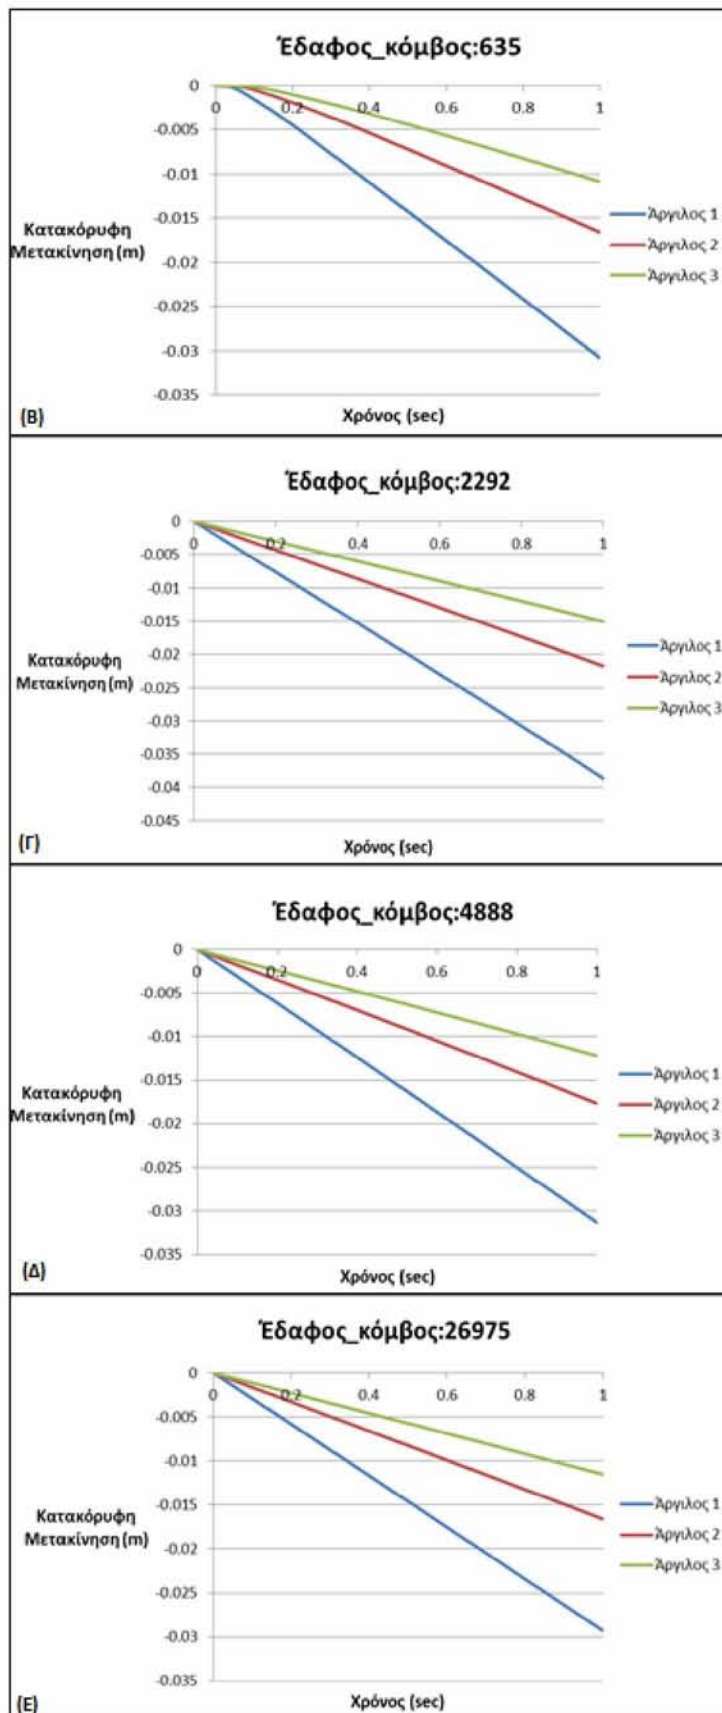 Έδαφος_κόμβος:635
0
0 0.2 0.4 0.6 0.8 1
-0.005
-0.01
-0.015
-0.02
-0.025
-0.03
-0.035
Κατακόρυφη
Μετακίνηση (m)
Άργιλος 1
Άργιλος 2
Άργιλος 3
(Β)
Χρόνος (sec)
Έδαφος_κόμβος:2292
0
0 0.2 0.4 0.6 0.8 1
-0.005
-0.01
-0.015
-0.02
-0.025
-0.03
-0.035
-0.04
-0.045
Κατακόρυφη
Μετακίνηση (m)
Άργιλος 1
Άργιλος 2
Άργιλος 3
(Γ)
Χρόνος (sec)
Έδαφος_κόμβος:4888
0
0 0.2 0.4 0.6 0.8 1
-0.005
-0.01
-0.015
-0.02
-0.025
-0.03
-0.035
Κατακόρυφη
Μετακίνηση (m)
Άργιλος 1
Άργιλος 2
Άργιλος 3
(Δ)
Χρόνος (sec)
Έδαφος_κόμβος:26975
0
0 0.2 0.4 0.6 0.8 1
-0.005
-0.01
-0.015
-0.02
-0.025
-0.03
-0.035
Κατακόρυφη
Μετακίνηση (m)
Άργιλος 1
Άργιλος 2
Άργιλος 3
(Ε)
Χρόνος (sec)